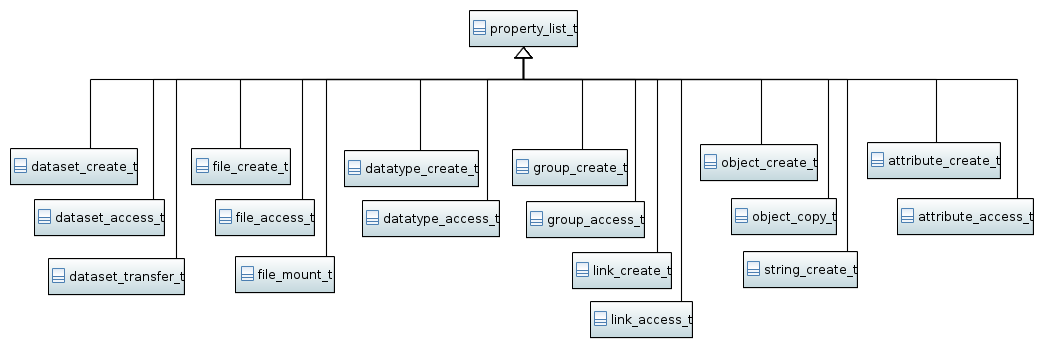 property_list_t
dataset_create_t
file_create_t
datatype_create_t
group_create_t
object_create_t
attribute_create_t
dataset_access_t
file_access_t
datatype_access_t
group_access_t
object_copy_t
attribute_access_t
dataset_transfer_t
file_mount_t
link_create_t
string_create_t
link_access_t